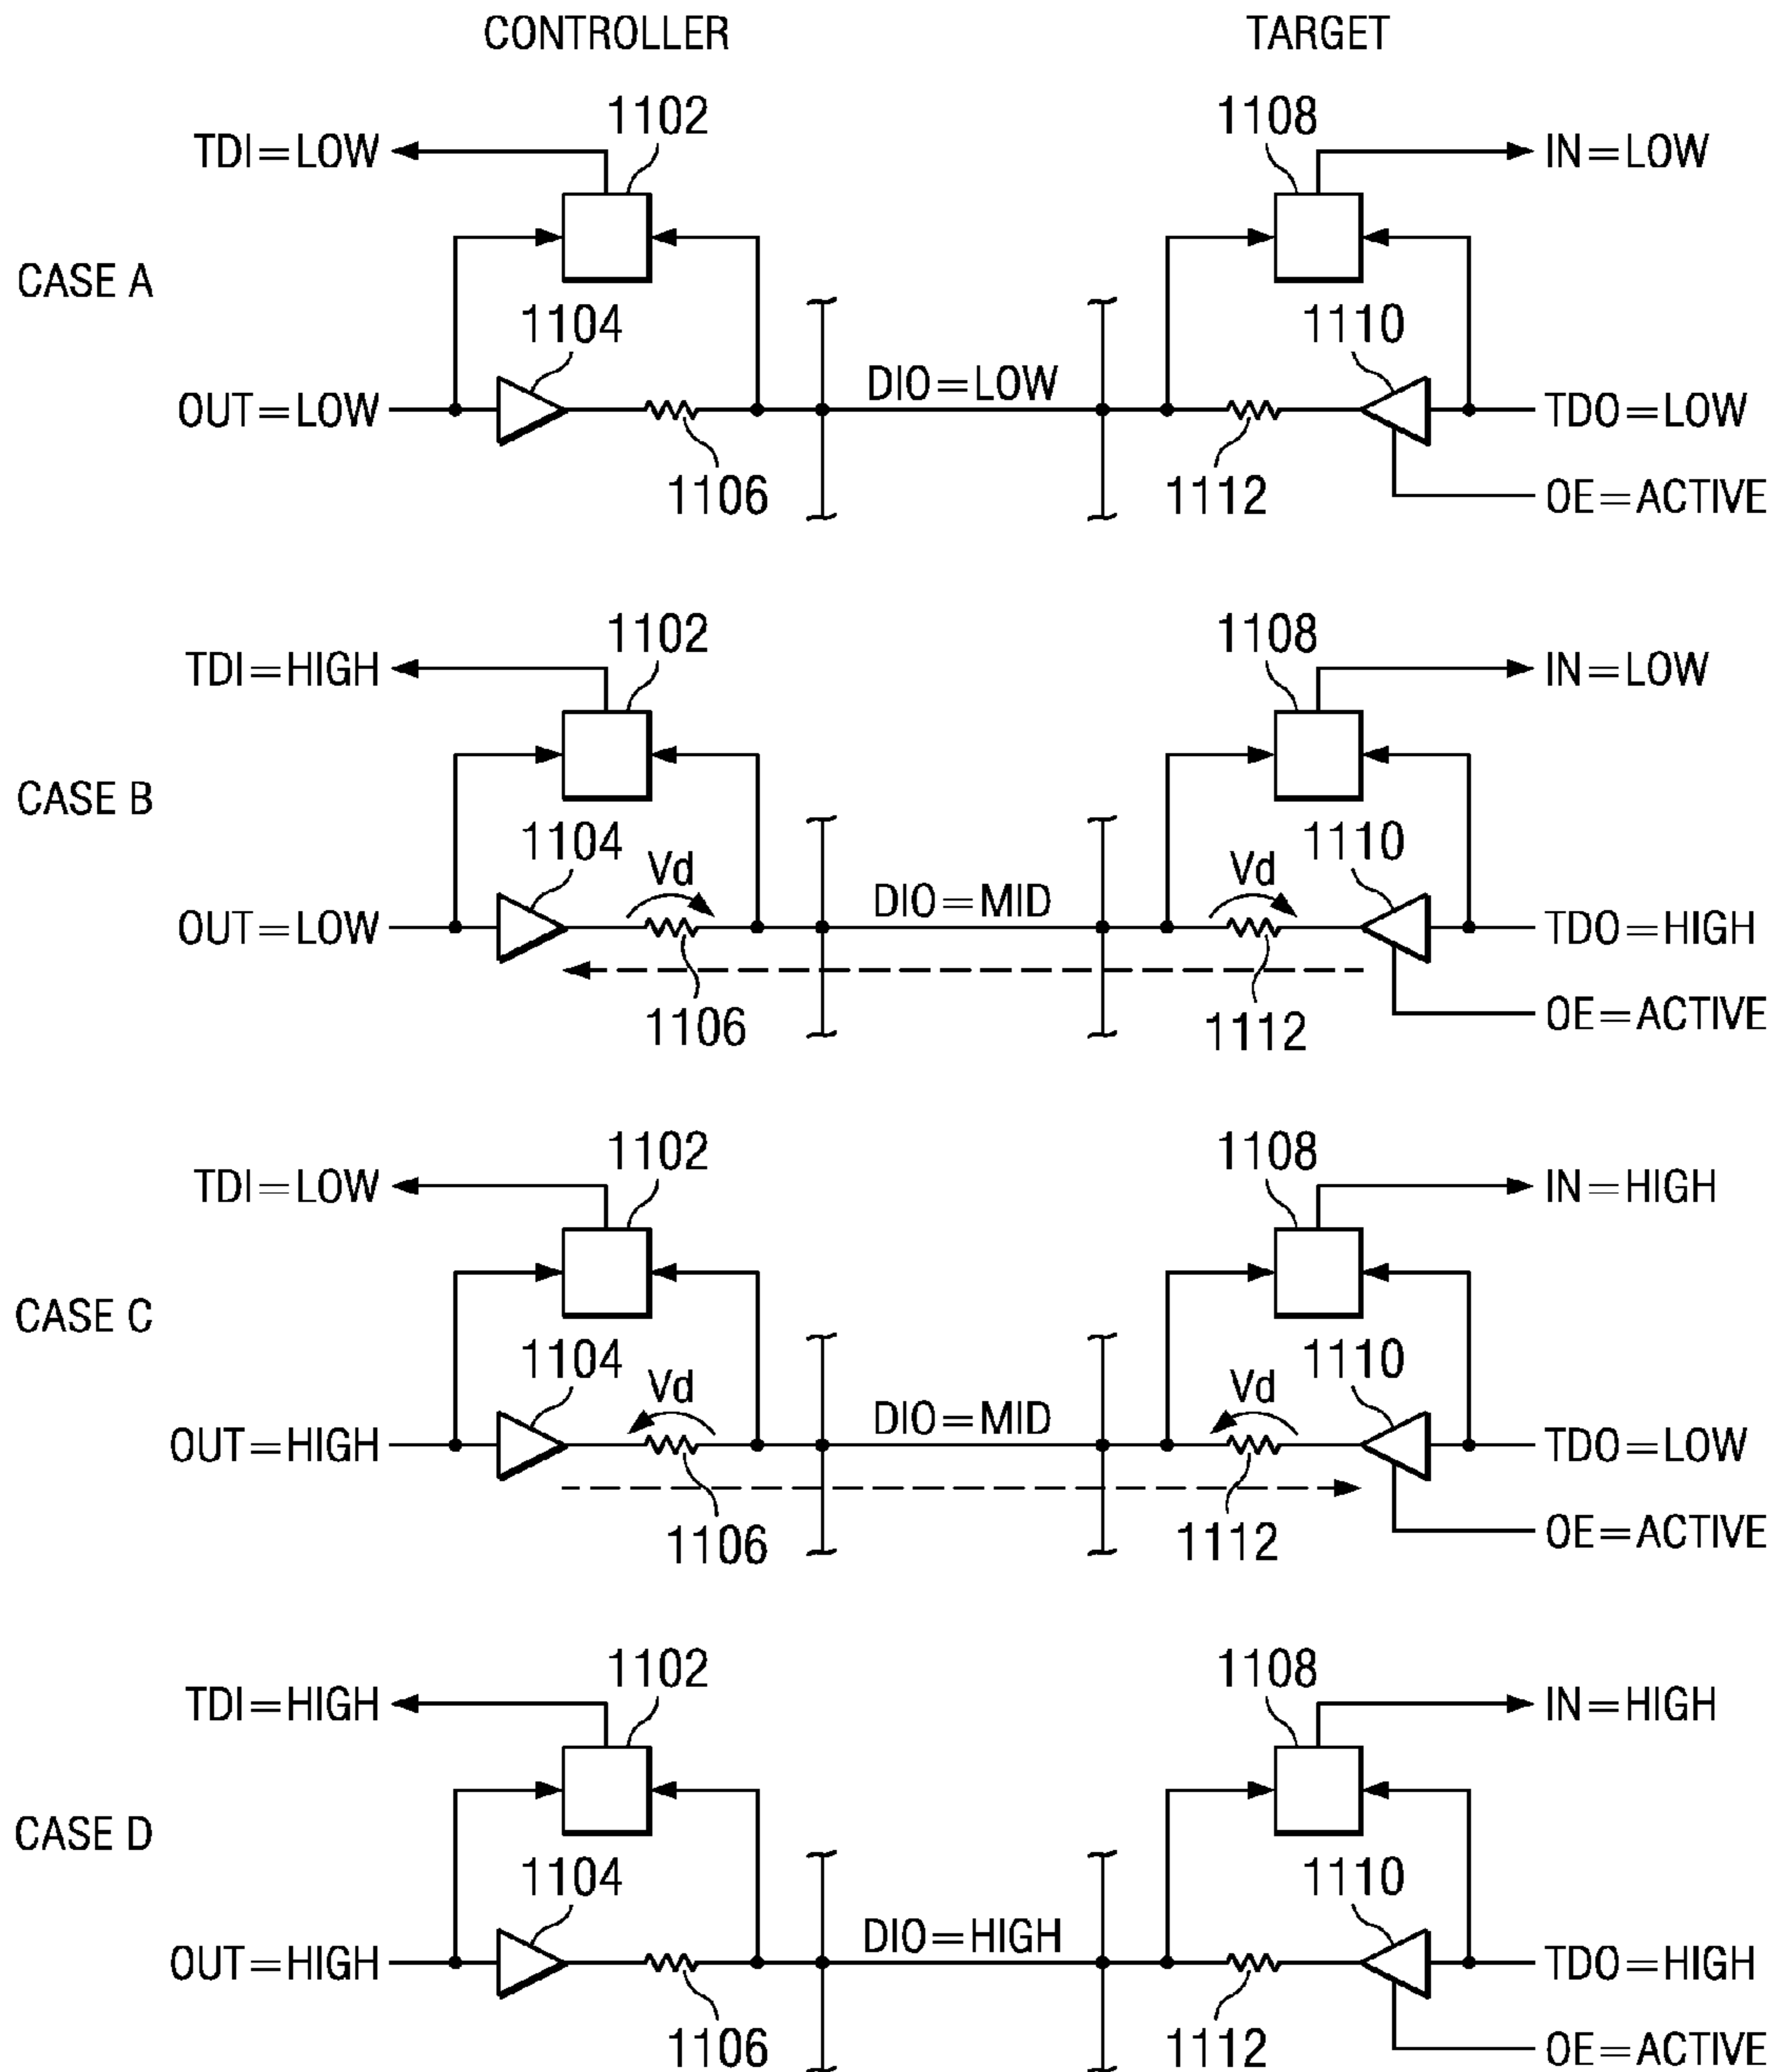 CONTROLLER TARGET
1102 1108
TDI=LOW IN=LOW
CASE A
1104 1110
DIO=LOW
OUT=LOW TDO=LOW
1106 1112 OE=ACTIVE
1102 1108
TDI=HIGH IN=LOW
CASE B
1104 1110
Vd Vd
DIO=MID
OUT=LOW TDO=HIGH
1106 1112 OE=ACTIVE
1102 1108
TDI=LOW IN=HIGH
CASE C
1104 1110
Vd Vd
DIO=MID
OUT=HIGH TDO=LOW
1106 1112 OE=ACTIVE
1102 1108
TDI=HIGH IN=HIGH
CASE D
1104 1110
DIO=HIGH
OUT=HIGH TDO=HIGH
1106 1112 OE=ACTIVE